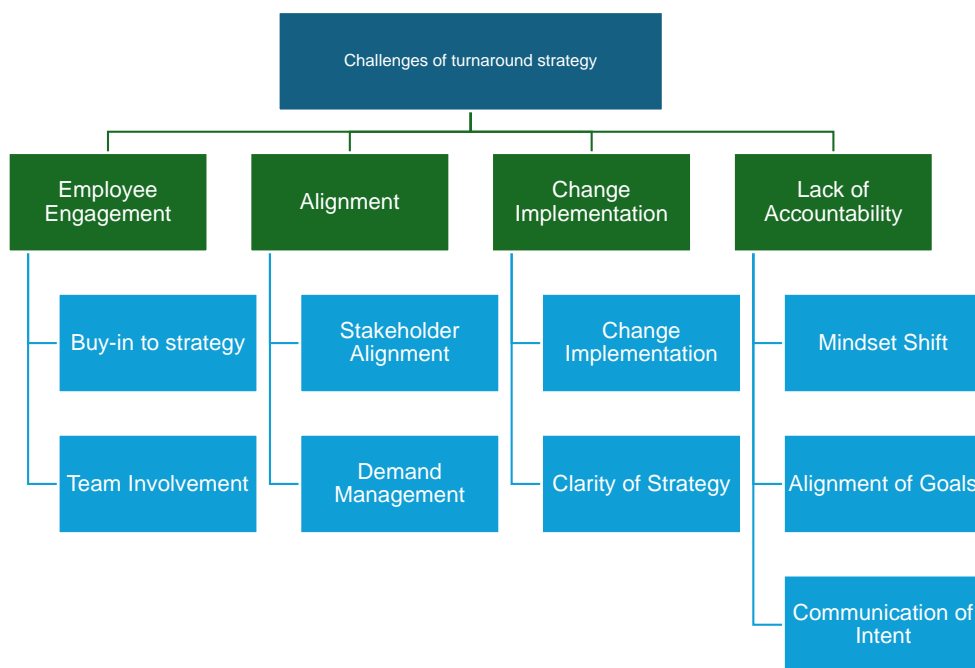 Challenges of turnaround strategy
Employee
Engagement
Buy-in to strategy
Team Involvement
Alignment
Stakeholder
Alignment
Demand
Management
Change
Implementation
Change
Implementation
Clarity of Strategy
Lack of
Accountability
Mindset Shift
Alignment of Goals
Communication of
Intent